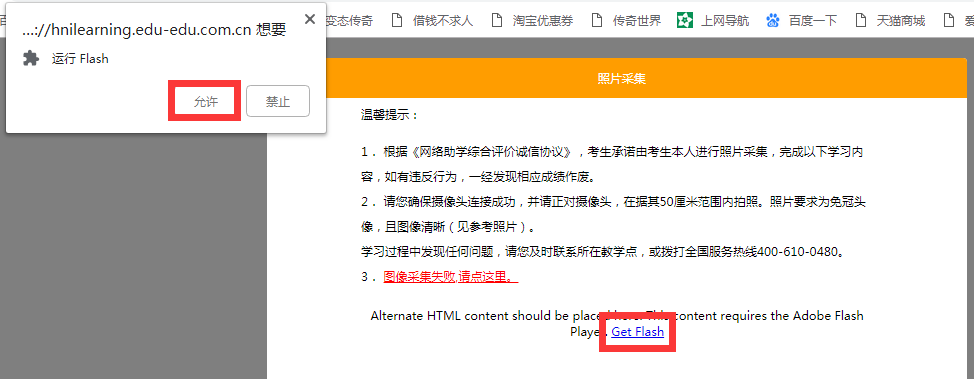 百 变态传奇 借钱不求人 淘宝优惠券 传奇世界 上网导航 百度一下 天猫商城 爱
...://hnilearning.edu-edu.com.cn 想要
运行 Flash
允许 禁止
照片采集
温馨提示：
1． 根据《网络助学综合评价诚信协议》，考生承诺由考生本人进行照片采集，完成以下学习内
容，如有违反行为，一经发现相应成绩作废。
2． 请您确保摄像头连接成功，并请正对摄像头，在据其50厘米范围内拍照。照片要求为免冠头
像，且图像清晰（见参考照片）。
学习过程中发现任何问题，请您及时联系所在教学点，或拨打全国服务热线400-610-0480。
3． 图像采集失败,请点这里。
Alternate HTML content should be placed here. This content requires the Adobe Flash
Player. Get Flash